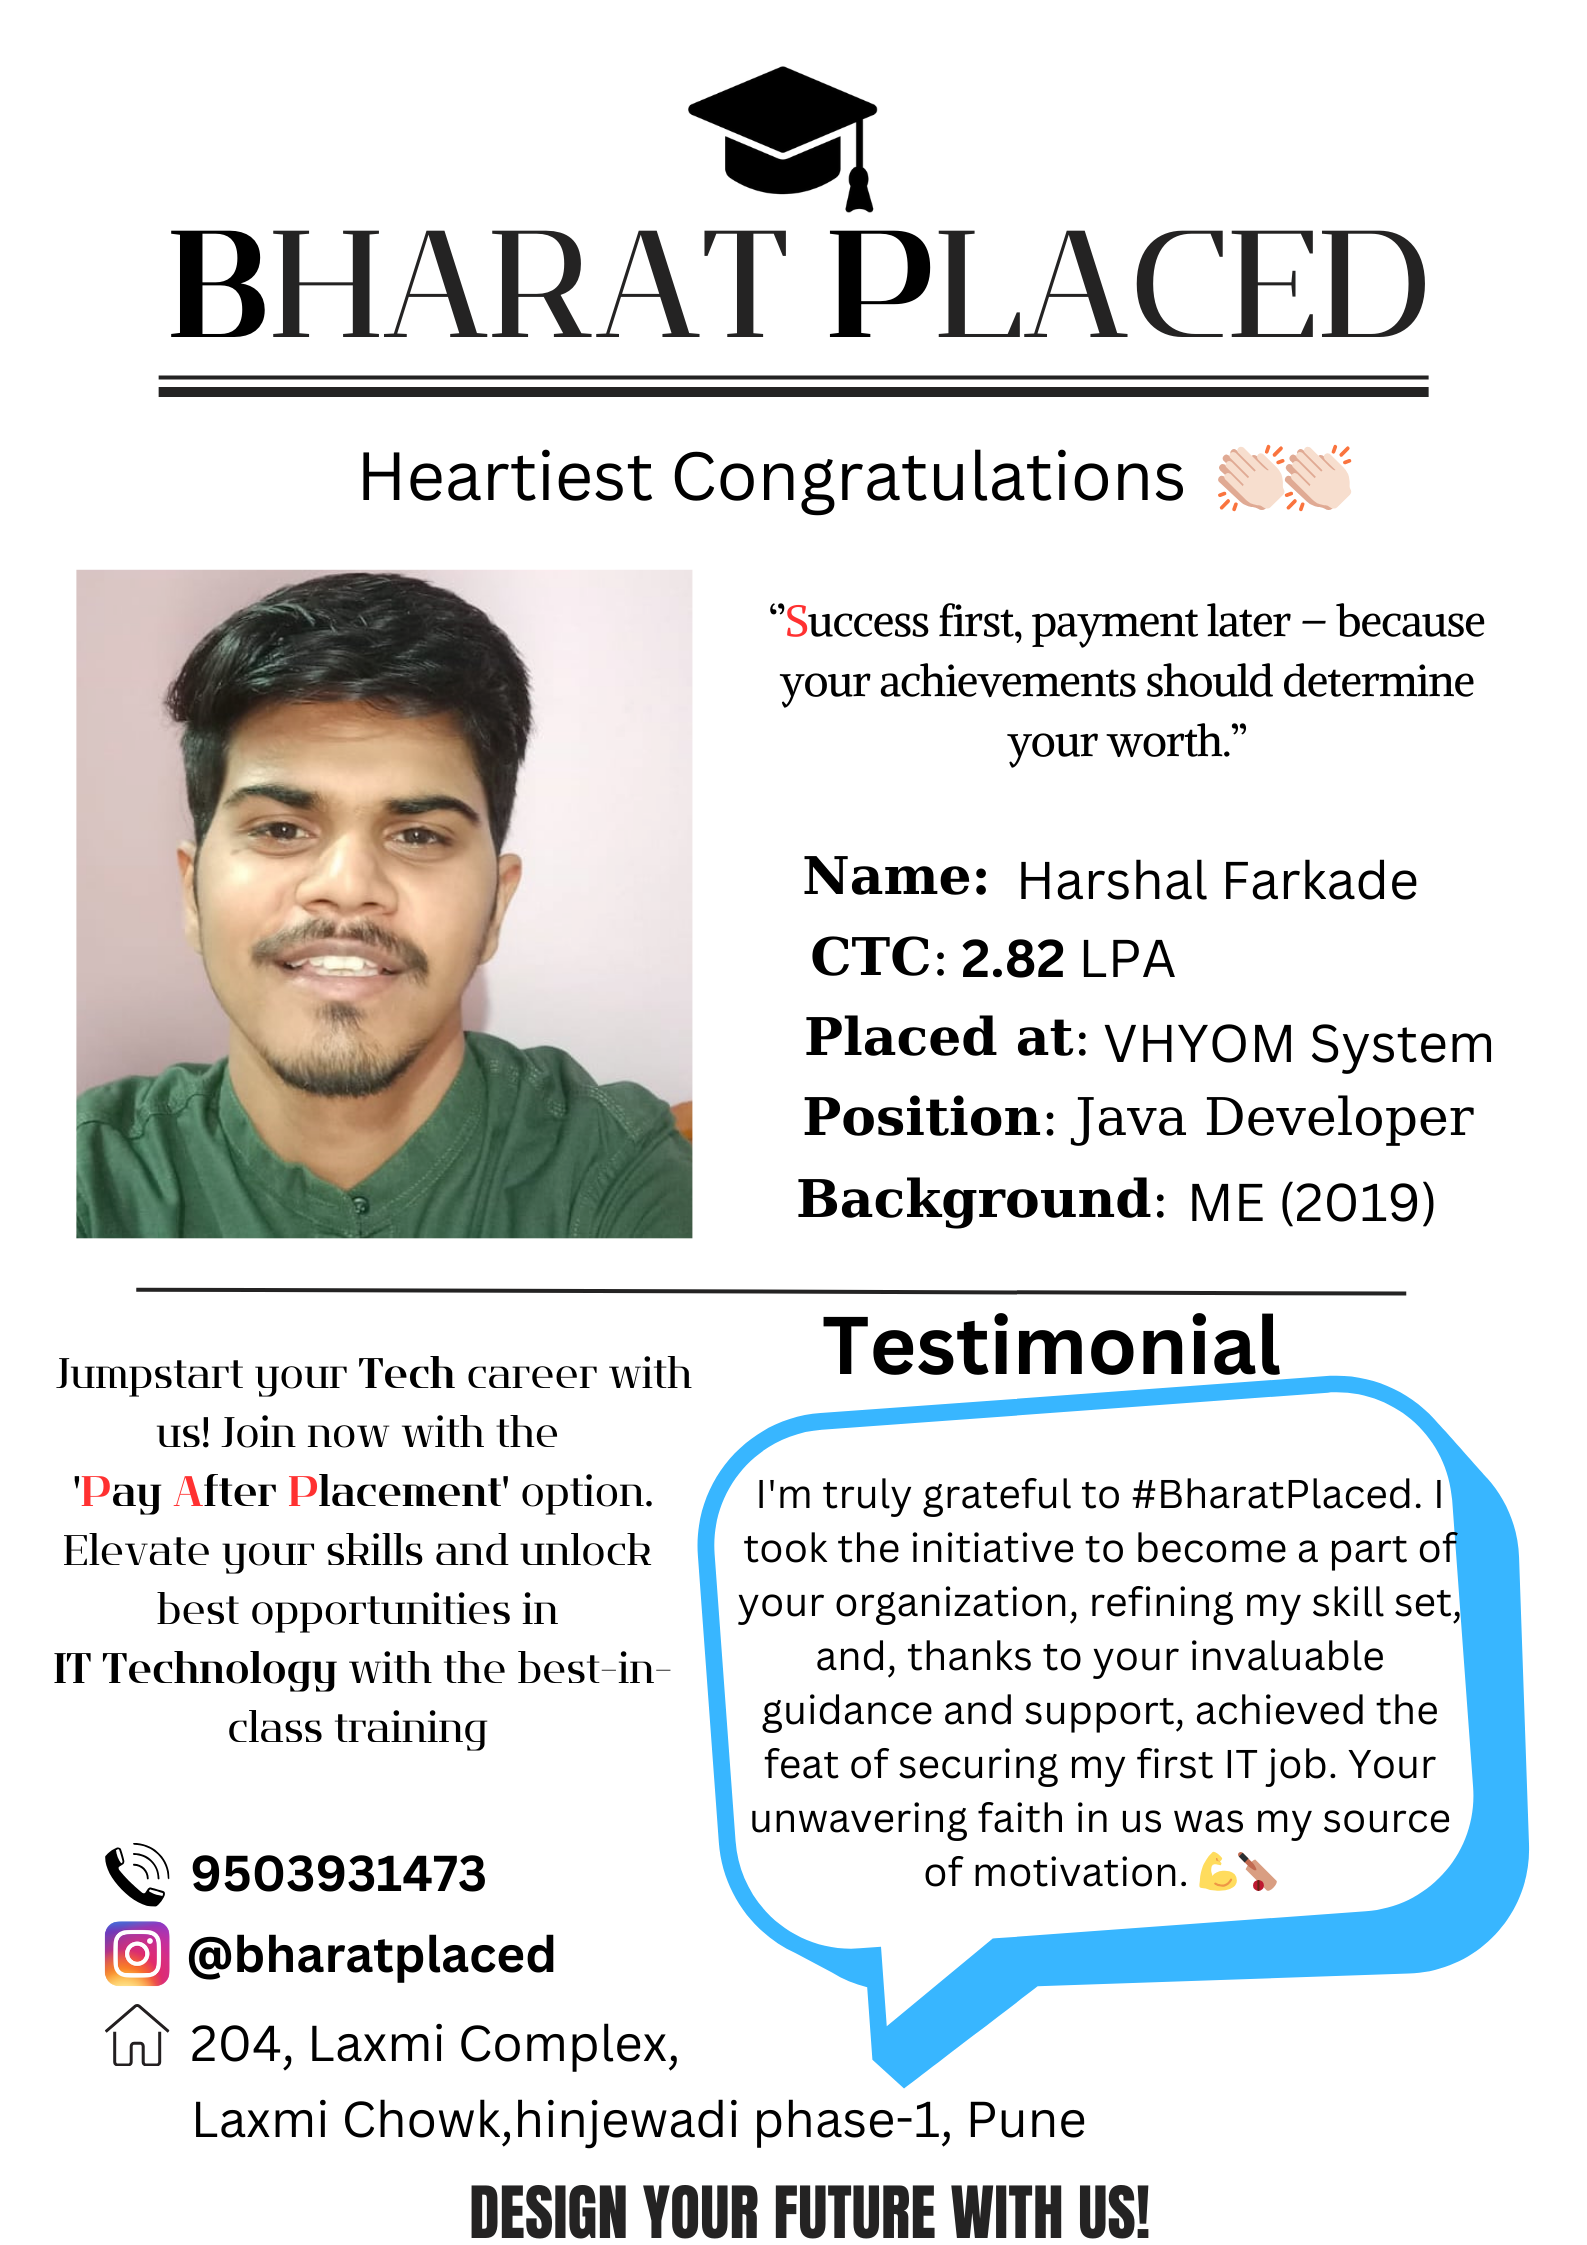 BHARAT PLACED
Heartiest Congratulations 👏🏻👏🏻
“Success first, payment later – because
your achievements should determine
your worth.”
Name: Harshal Farkade
CTC: 2.82 LPA
Placed at: VHYOM System
Position: Java Developer
Background: ME (2019)
Jumpstart your Tech career with
us! Join now with the
'Pay After Placement' option.
Elevate your skills and unlock
best opportunities in
IT Technology with the best-in-
class training
Testimonial
I'm truly grateful to #BharatPlaced. I
took the initiative to become a part of
your organization, refining my skill set,
and, thanks to your invaluable
guidance and support, achieved the
feat of securing my first IT job. Your
unwavering faith in us was my source
of motivation. 💪🏏
9503931473
@bharatplaced
204, Laxmi Complex,
Laxmi Chowk,hinjewadi phase-1, Pune
DESIGN YOUR FUTURE WITH US!